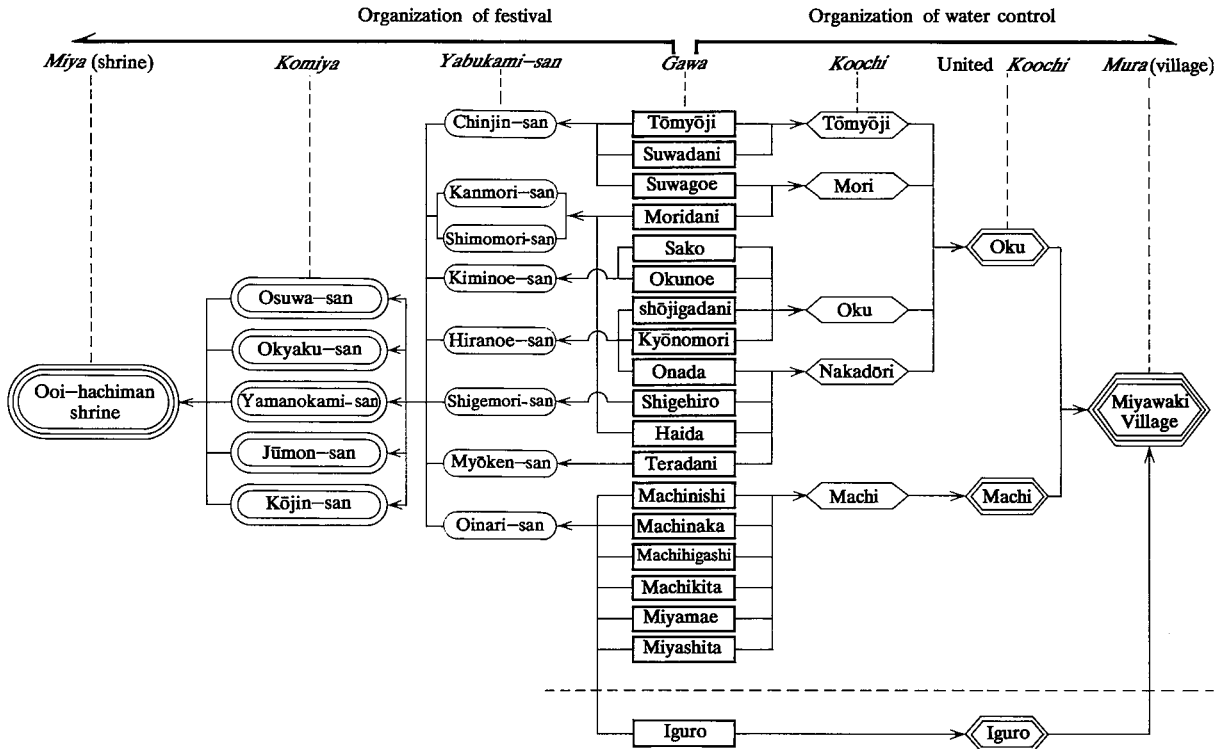 Organization of festival
Organization of water control
Miya (shrine)
Komiya
Yabukami-san
Gawa
Koochi
United Koochi
Mura (village)
Ooi-hachiman
shrine
Osuwa-san
Okyaku-san
Yamanokami-san
Jūmon-san
Kōjin-san
Chinjin-san
Kanmori-san
Shimomori-san
Kiminoe-san
Hiranoe-san
Shigemori-san
Myōken-san
Oinari-san
Tōmyōji
Suwadani
Suwagoe
Moridani
Sako
Okunoe
shōjigadani
Kyōnomori
Onada
Shigehiro
Haida
Teradani
Machinishi
Machinaka
Machihigashi
Machikita
Miyamae
Miyashita
Iguro
Tōmyōji
Mori
Oku
Nakadōri
Machi
Oku
Machi
Iguro
Miyawaki
Village